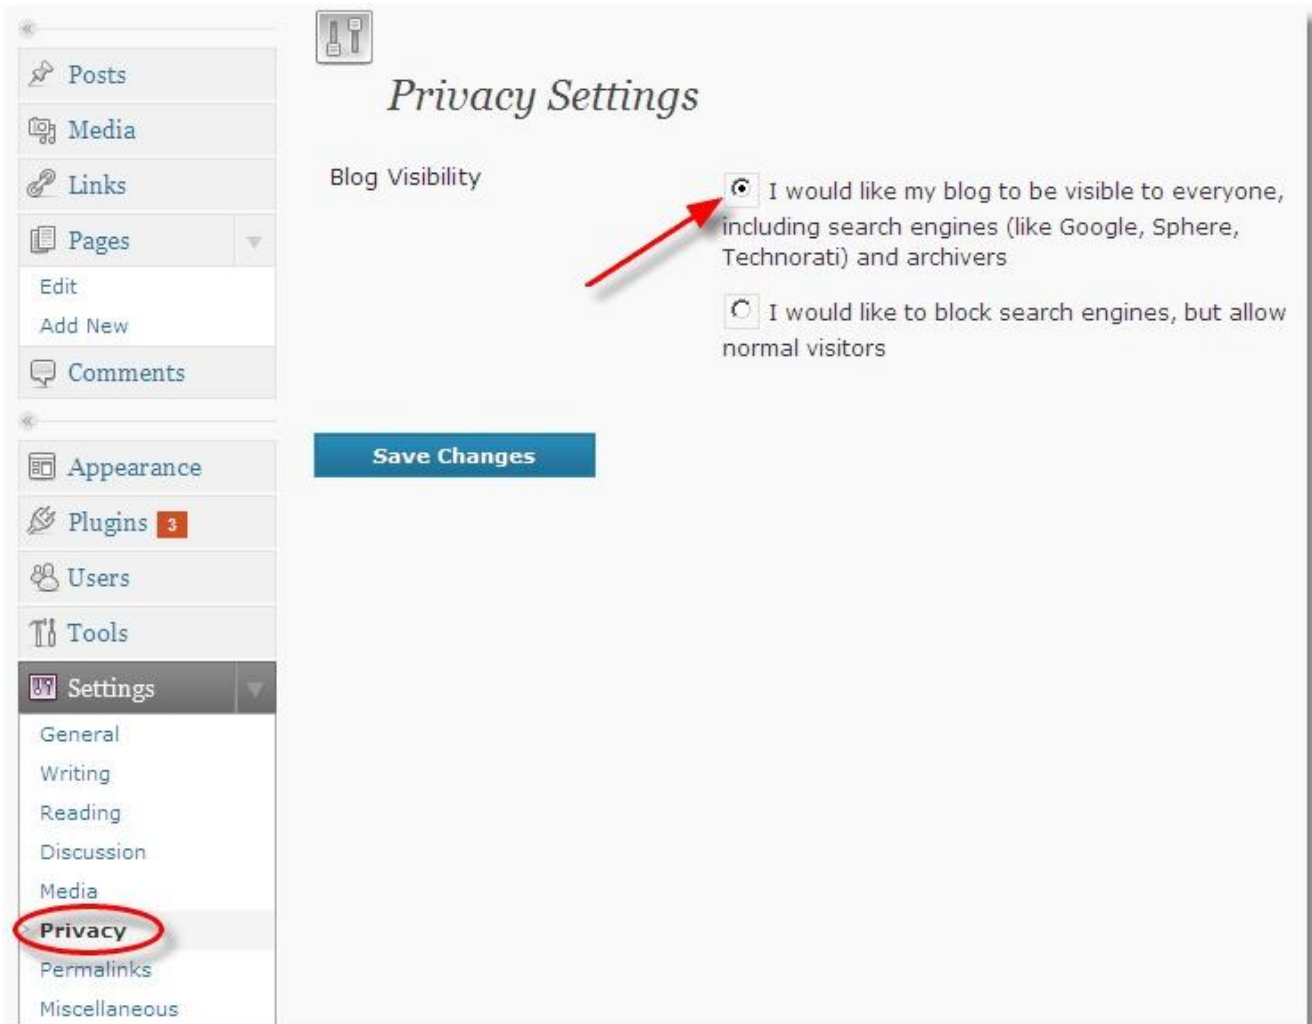 Posts
Media
Links
Pages
Edit
Add New
Comments
Appearance
Plugins 3
Users
Tools
Settings
General
Writing
Reading
Discussion
Media
Privacy
Permalinks
Miscellaneous
Privacy Settings
Blog Visibility
I would like my blog to be visible to everyone,
including search engines (like Google, Sphere,
Technorati) and archivers
I would like to block search engines, but allow
normal visitors
Save Changes